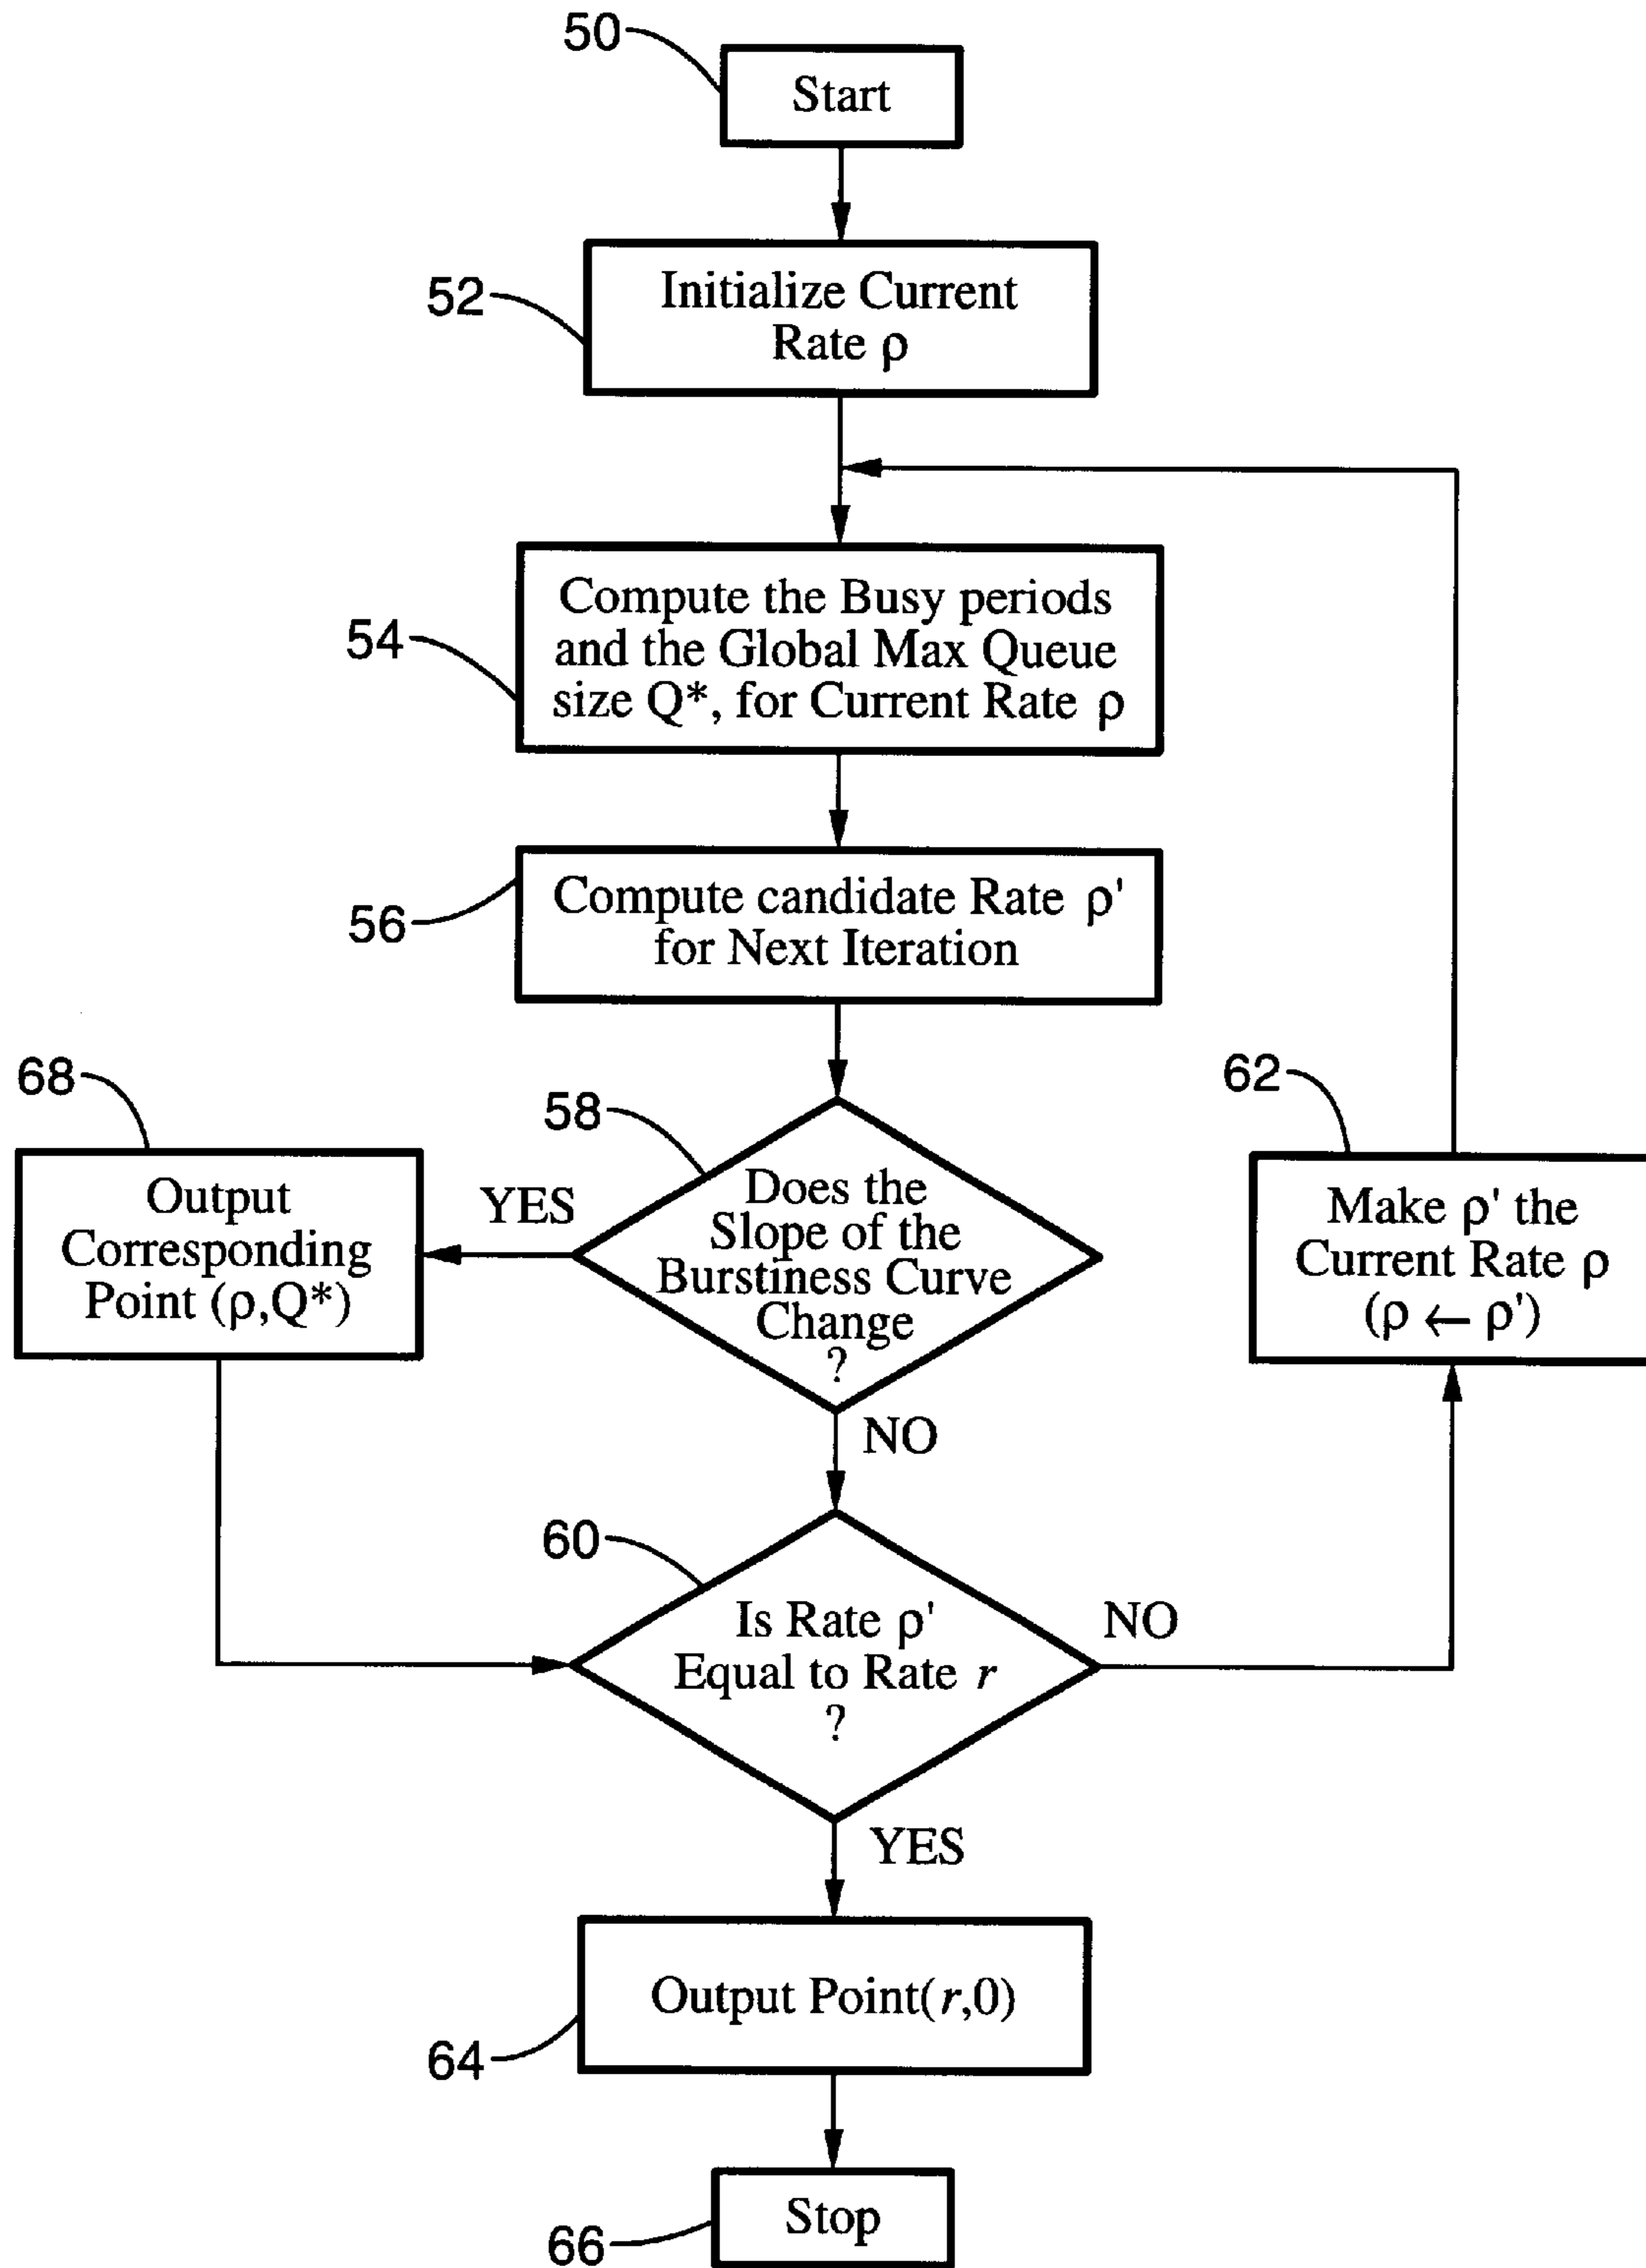 50
Start
52
Initialize Current
Rate ρ
54
Compute the Busy periods
and the Global Max Queue
size Q*, for Current Rate ρ
56
Compute candidate Rate ρ'
for Next Iteration
68
Output
Corresponding
Point (ρ,Q*)
YES
58
Does the
Slope of the
Burstiness Curve
Change
?
NO
62
Make ρ' the
Current Rate ρ
(ρ ← ρ')
60
Is Rate ρ'
Equal to Rate r
?
NO
YES
64
Output Point(r,0)
66
Stop